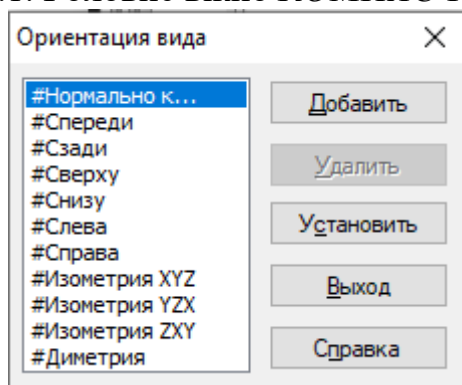 Ориентация вида
#Нормально к...
#Спереди
#Сзади
#Сверху
#Снизу
#Слева
#Справа
#Изометрия XYZ
#Изометрия YZX
#Изометрия ZXY
#Диметрия
Добавить
Удалить
Установить
Выход
Справка